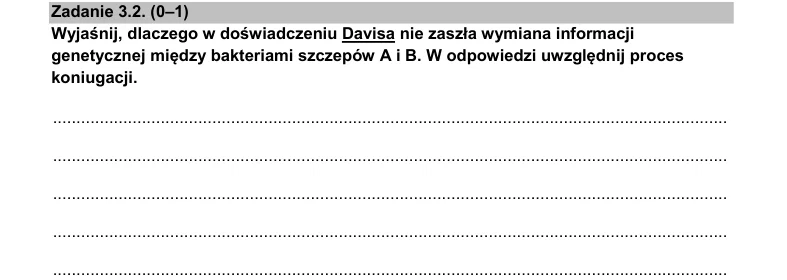 Zadanie 3.2. (0–1)
Wyjaśnij, dlaczego w doświadczeniu Davisa nie zaszła wymiana informacji
genetycznej między bakteriami szczepów A i B. W odpowiedzi uwzględnij proces
koniugacji.